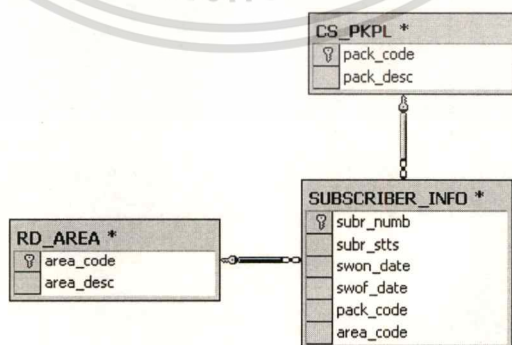 CS_PKPL *
pack_code
pack_desc
SUBSCRIBER_INFO *
subr_numb
subr_stts
swon_date
swof_date
pack_code
area_code
RD_AREA *
area_code
area_desc